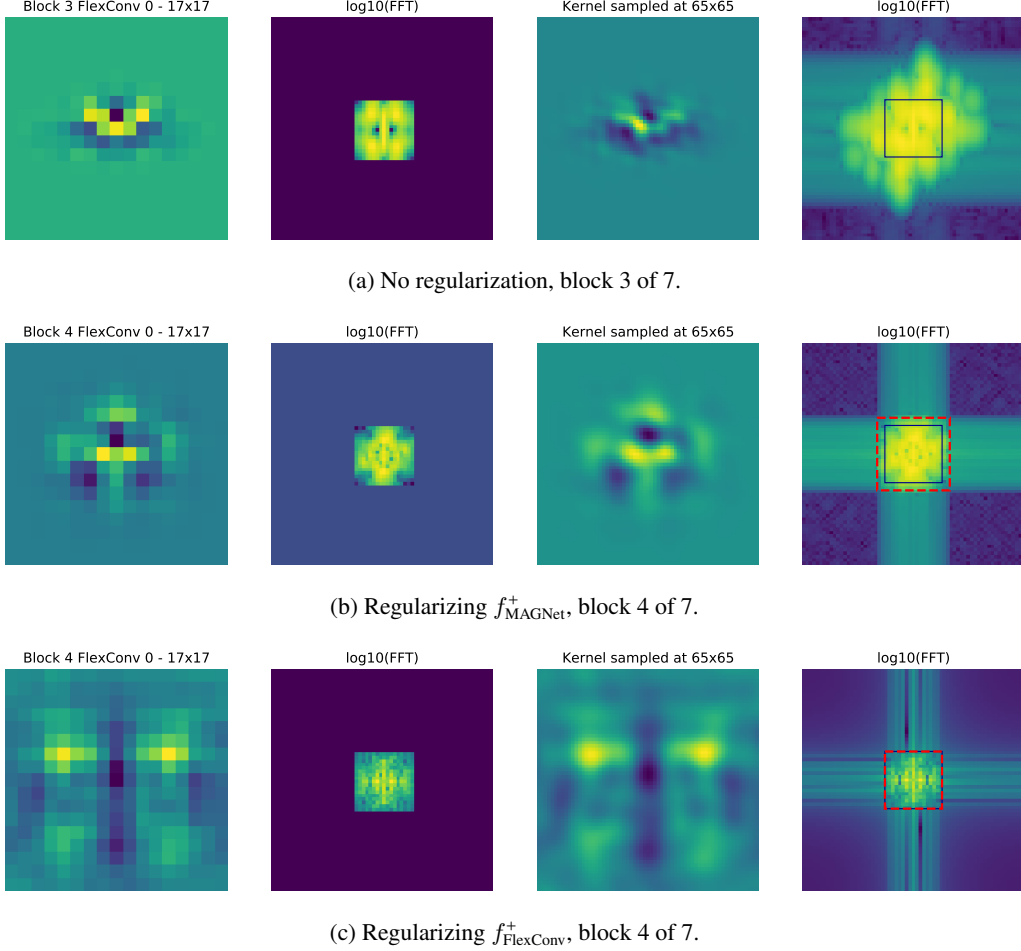 Block 3 FlexConv 0 - 17x17 log10(FFT) Kernel sampled at 65x65 log10(FFT)
(a) No regularization, block 3 of 7.
Block 4 FlexConv 0 - 17x17 log10(FFT) Kernel sampled at 65x65 log10(FFT)
(b) Regularizing f⁺MAGNet, block 4 of 7.
Block 4 FlexConv 0 - 17x17 log10(FFT) Kernel sampled at 65x65 log10(FFT)
(c) Regularizing f⁺FlexConv, block 4 of 7.